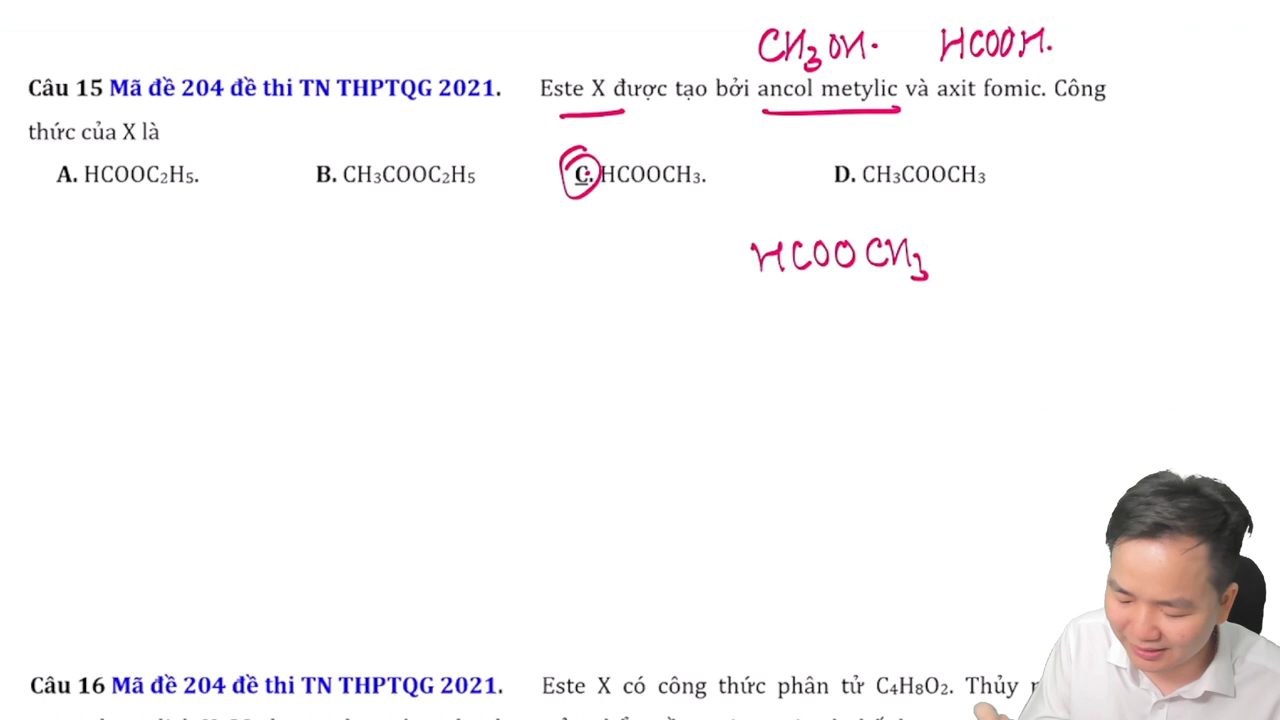 CH₃OH. HCOOH.
Câu 15 Mã đề 204 đề thi TN THPTQG 2021. Este X được tạo bởi ancol metylic và axit fomic. Công
thức của X là
A. HCOOC₂H₅. B. CH₃COOC₂H₅ C. HCOOCH₃. D. CH₃COOCH₃
HCOOCH₃
Câu 16 Mã đề 204 đề thi TN THPTQG 2021. Este X có công thức phân tử C₄H₈O₂. Thủy